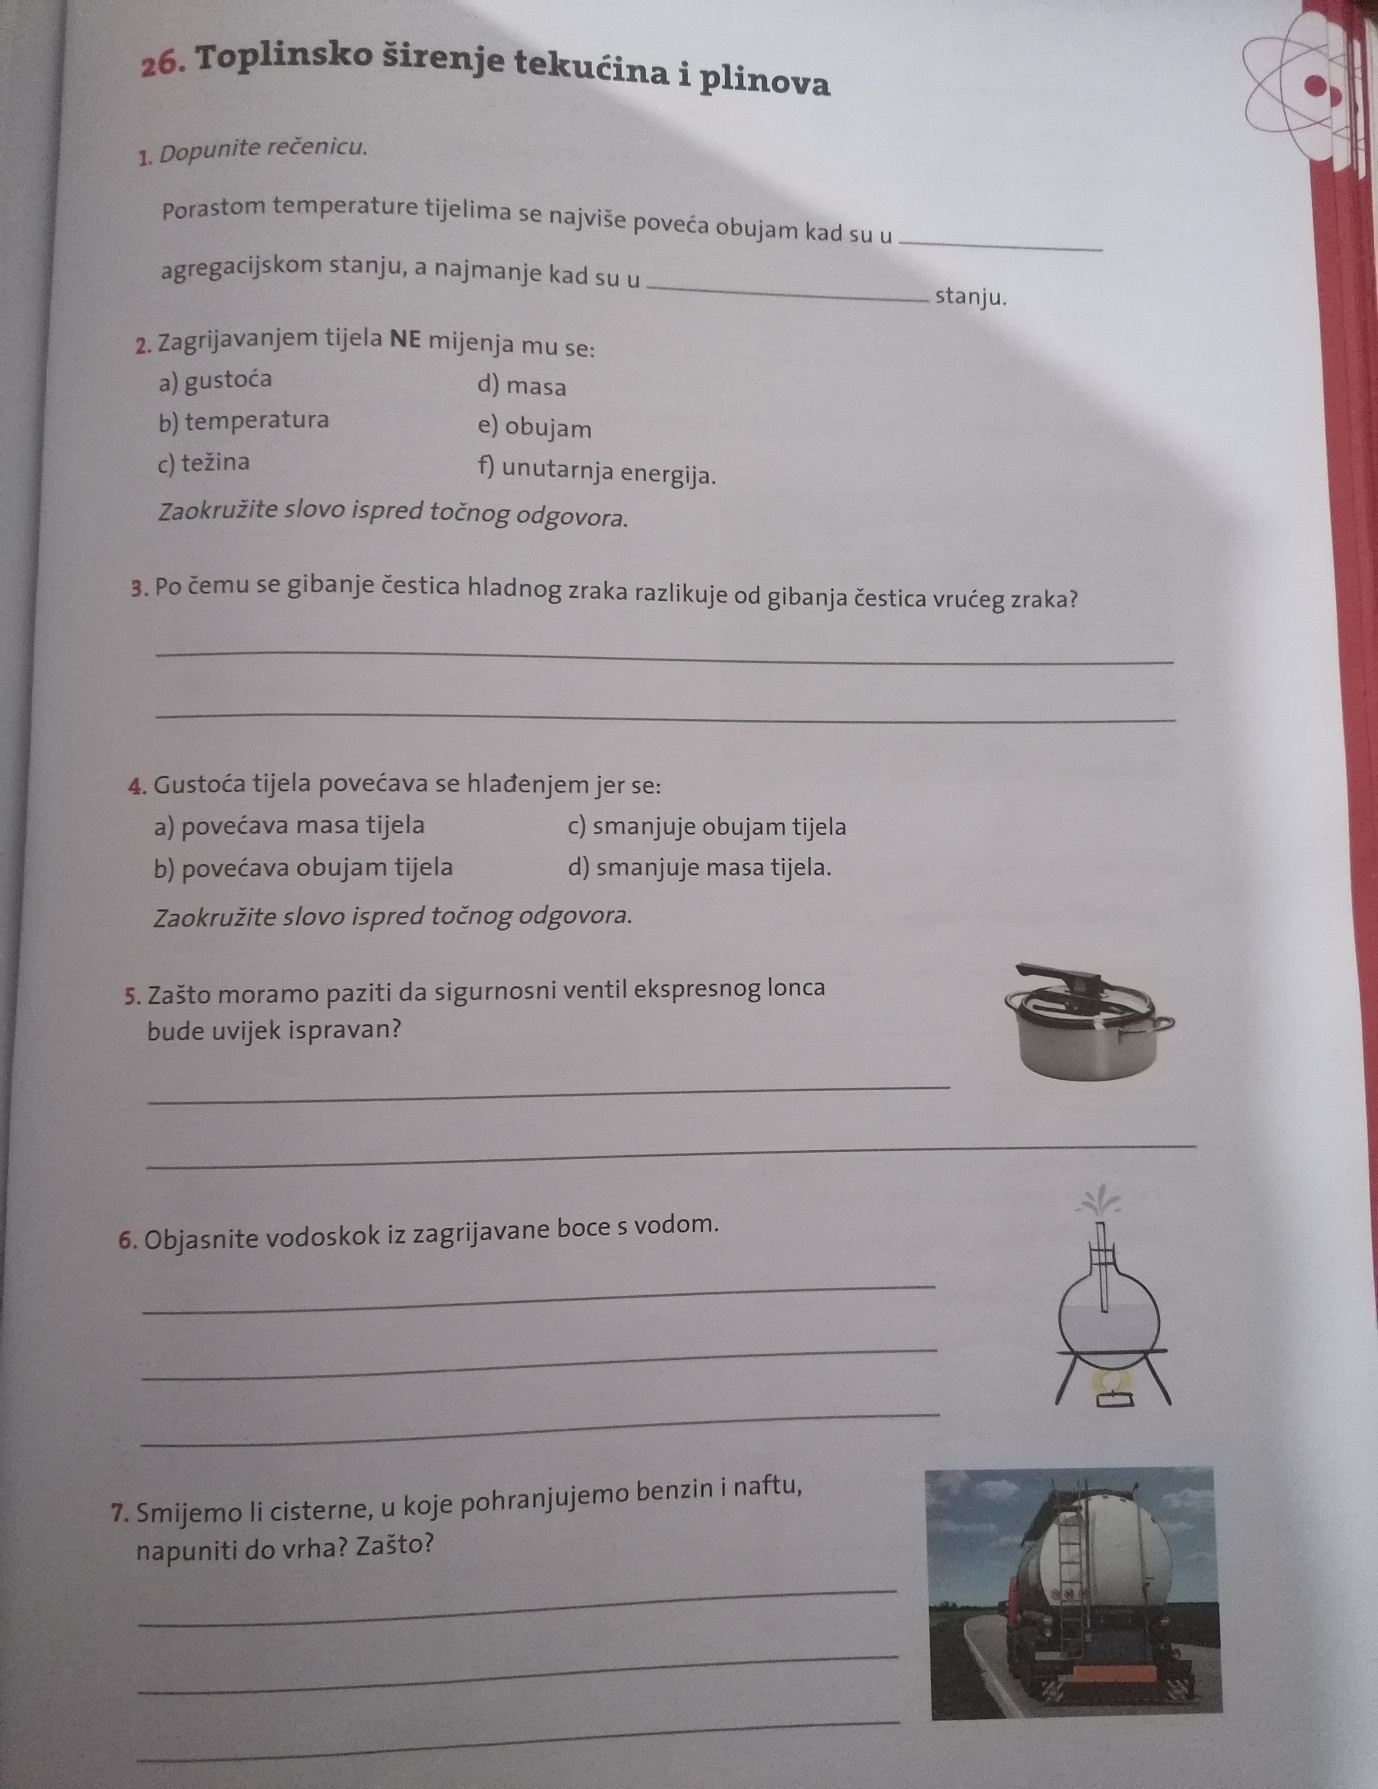 26. Toplinsko širenje tekućina i plinova
1. Dopunite rečenicu.
Porastom temperature tijelima se najviše poveća obujam kad su u
agregacijskom stanju, a najmanje kad su u stanju.
2. Zagrijavanjem tijela NE mijenja mu se:
a) gustoća d) masa
b) temperatura e) obujam
c) težina f) unutarnja energija.
Zaokružite slovo ispred točnog odgovora.
3. Po čemu se gibanje čestica hladnog zraka razlikuje od gibanja čestica vrućeg zraka?
4. Gustoća tijela povećava se hlađenjem jer se:
a) povećava masa tijela c) smanjuje obujam tijela
b) povećava obujam tijela d) smanjuje masa tijela.
Zaokružite slovo ispred točnog odgovora.
5. Zašto moramo paziti da sigurnosni ventil ekspresnog lonca
bude uvijek ispravan?
6. Objasnite vodoskok iz zagrijavane boce s vodom.
7. Smijemo li cisterne, u koje pohranjujemo benzin i naftu,
napuniti do vrha? Zašto?